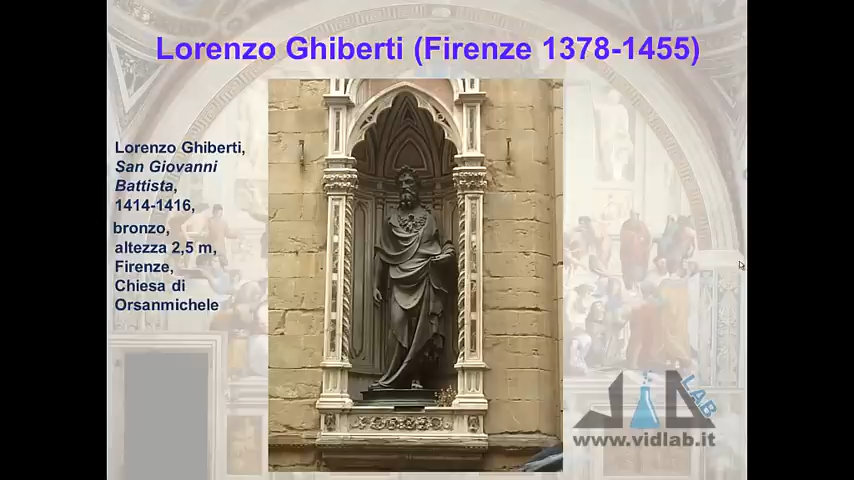 Lorenzo Ghiberti (Firenze 1378-1455)
Lorenzo Ghiberti,
San Giovanni
Battista,
1414-1416,
bronzo,
altezza 2,5 m,
Firenze,
Chiesa di
Orsanmichele
LAB
www.vidlab.it